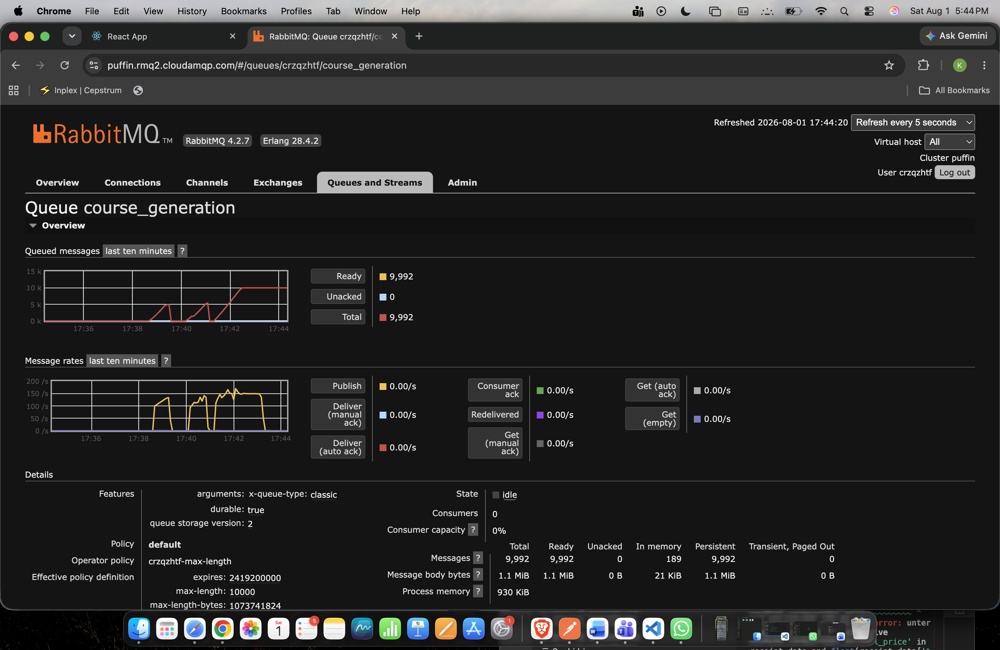 Chrome File Edit View History Bookmarks Profiles Tab Window Help Sat Aug 1 5:44 PM
React App
RabbitMQ: Queue crzqzhtf/co
Ask Gemini
puffin.rmq2.cloudamqp.com/#/queues/crzqzhtf/course_generation
K
Inplex | Cepstrum
All Bookmarks
RabbitMQ TM
RabbitMQ 4.2.7
Erlang 28.4.2
Refreshed 2026-08-01 17:44:20
Refresh every 5 seconds
Virtual host All
Cluster puffin
User crzqzhtf Log out
Overview Connections Channels Exchanges Queues and Streams Admin
Queue course_generation
Overview
Queued messages last ten minutes ?
15 k
10 k
5 k
0 k
17:36 17:38 17:40 17:42 17:44
Ready 9,992
Unacked 0
Total 9,992
Message rates last ten minutes ?
200 /s
150 /s
100 /s
50 /s
0 /s
17:36 17:38 17:40 17:42 17:44
Publish 0.00/s
Deliver (manual ack) 0.00/s
Deliver (auto ack) 0.00/s
Consumer ack 0.00/s
Redelivered 0.00/s
Get (manual ack) 0.00/s
Get (auto ack) 0.00/s
Get (empty) 0.00/s
Details
Features
arguments: x-queue-type: classic
durable: true
queue storage version: 2
Policy default
Operator policy crzqzhtf-max-length
Effective policy definition
expires: 2419200000
max-length: 10000
max-length-bytes: 1073741824
State idle
Consumers 0
Consumer capacity ? 0%
Total Ready Unacked In memory Persistent Transient, Paged Out
Messages ? 9,992 9,992 0 189 9,992 0
Message body bytes ? 1.1 MiB 1.1 MiB 0 B 21 KiB 1.1 MiB 0 B
Process memory ? 930 KiB
Sat
1
5
1
error: unter
ve
l_price' in